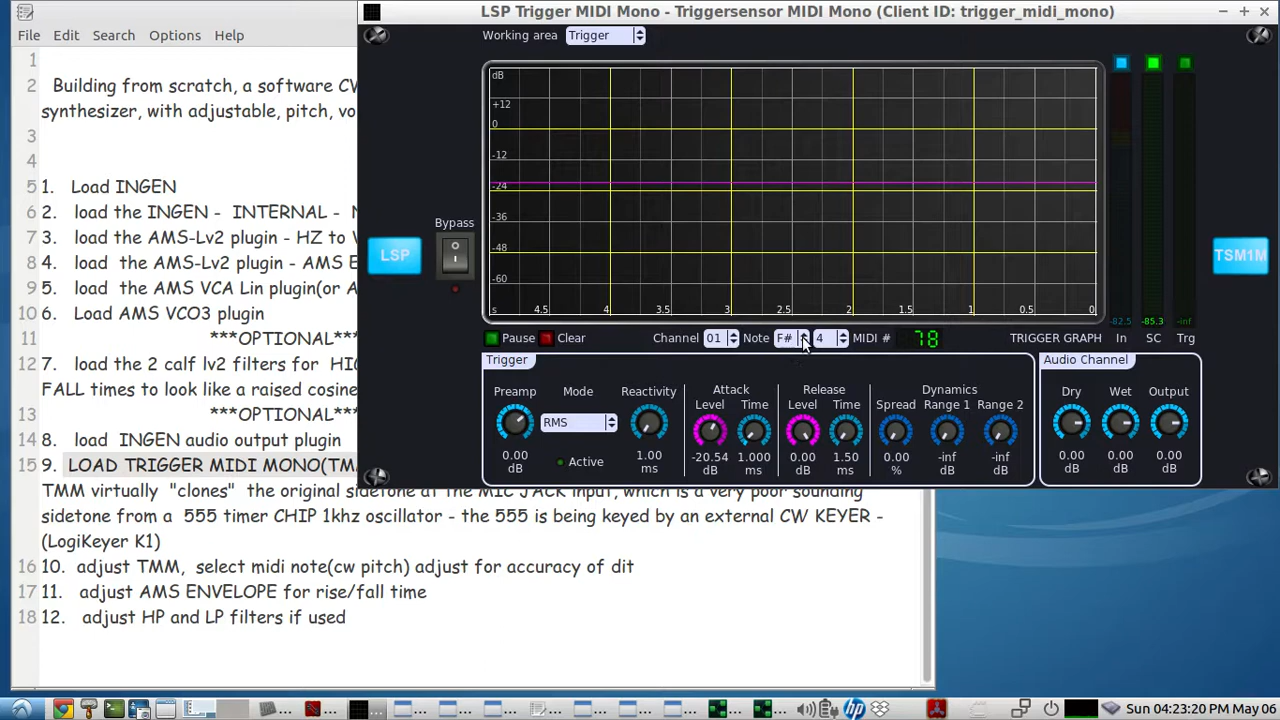 LSP Trigger MIDI Mono - Triggersensor MIDI Mono (Client ID: trigger_midi_mono)
File Edit Search Options Help
Working area Trigger
1
2 Building from scratch, a software CW
synthesizer, with adjustable, pitch, vo
3
4
5 1. Load INGEN
6 2. load the INGEN - INTERNAL -
7 3. load the AMS-Lv2 plugin - HZ to V
8 4. load the AMS-Lv2 plugin - AMS E
9 5. load the AMS VCA Lin plugin(or A
10 6. Load AMS VCO3 plugin
11 ***OPTIONAL***
12 7. load the 2 calf lv2 filters for HI
FALL times to look like a raised cosine
13 ***OPTIONAL***
14 8. load INGEN audio output plugin
15 9. LOAD TRIGGER MIDI MONO(TMM
TMM virtually "clones" the original sidetone at the MIC JACK input, which is a very poor sounding
sidetone from a 555 timer CHIP 1khz oscillator - the 555 is being keyed by an external CW KEYER -
(LogiKeyer K1)
16 10. adjust TMM, select midi note(cw pitch) adjust for accuracy of dit
17 11. adjust AMS ENVELOPE for rise/fall time
18 12. adjust HP and LP filters if used
dB
+12
0
-12
-24
-36
-48
-60
s 4.5 4 3.5 3 2.5 2 1.5 1 0.5 0
Bypass
LSP
TSM1M
-82.5 -85.3 -inf
Pause Clear Channel 01 Note F# 4 MIDI # 78 TRIGGER GRAPH In SC Trg
Trigger
Audio Channel
Preamp Mode Reactivity Attack Release Dynamics
Level Time Level Time Spread Range 1 Range 2
Dry Wet Output
RMS
Active
0.00 dB
1.00 ms
-20.54 dB
1.000 ms
0.00 dB
1.50 ms
0.00 %
-inf dB
-inf dB
0.00 dB
0.00 dB
0.00 dB
hp
Sun 04:23:20 PM May 06